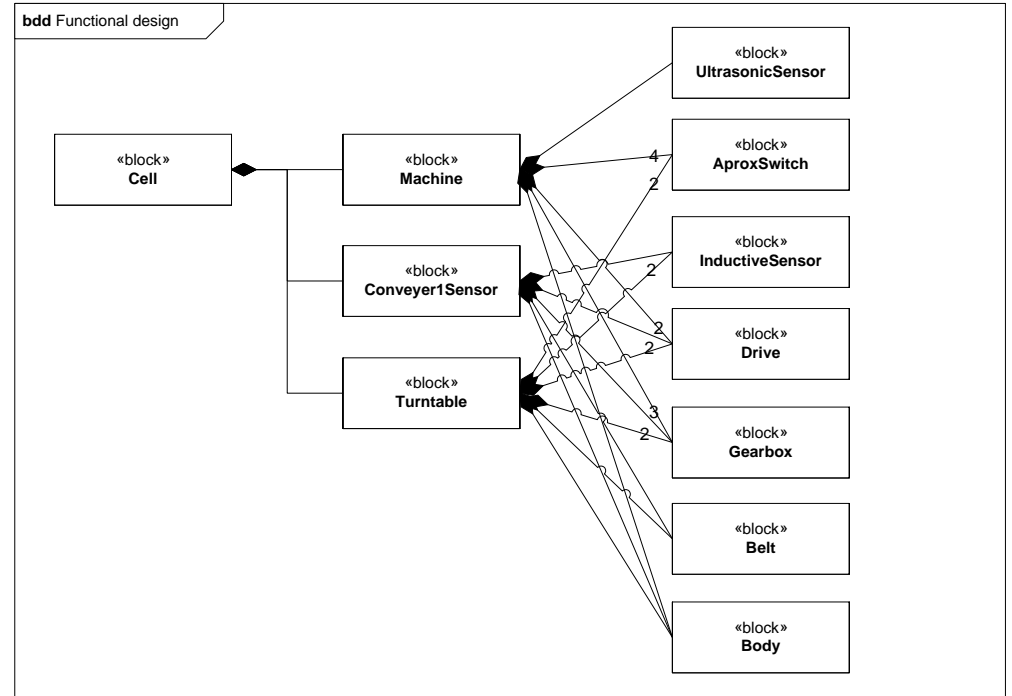 bdd Functional design
«block»
Cell
«block»
Machine
«block»
Conveyer1Sensor
«block»
Turntable
«block»
UltrasonicSensor
«block»
AproxSwitch
«block»
InductiveSensor
«block»
Drive
«block»
Gearbox
«block»
Belt
«block»
Body
4
2
2
2
2
3
2